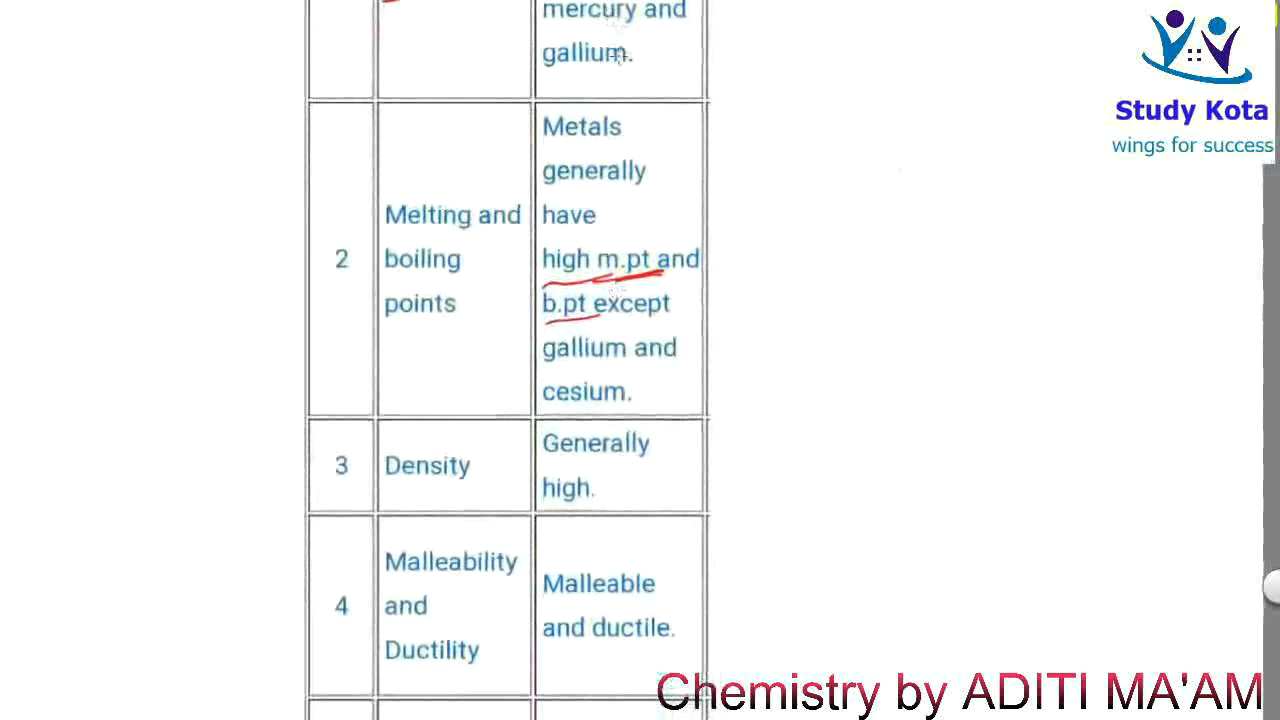 mercury and
gallium.
2
Melting and
boiling
points
Metals
generally
have
high m.pt and
b.pt except
gallium and
cesium.
3
Density
Generally
high.
4
Malleability
and
Ductility
Malleable
and ductile.
Study Kota
wings for success
Chemistry by ADITI MA'AM